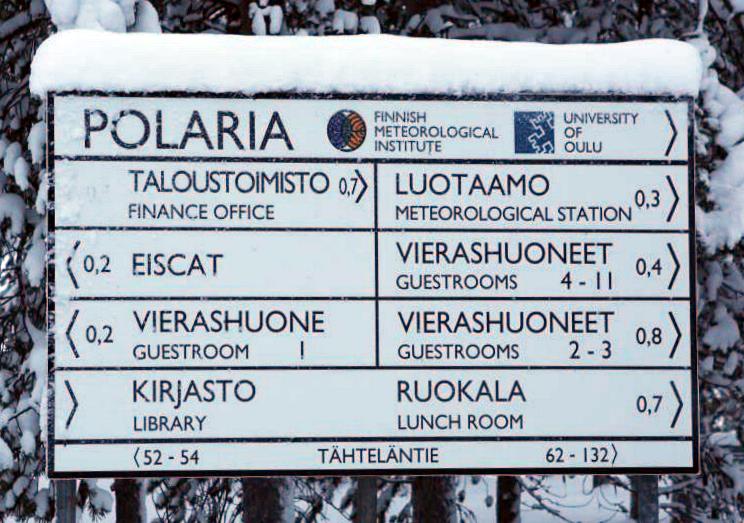 POLARIA
FINNISH
METEOROLOGICAL
INSTITUTE
UNIVERSITY
OF
OULU
TALOUSTOIMISTO 0,7
FINANCE OFFICE
LUOTAAMO 0,3
METEOROLOGICAL STATION
0,2 EISCAT
VIERASHUONEET 0,4
GUESTROOMS 4 - 11
0,2 VIERASHUONE
GUESTROOM 1
VIERASHUONEET 0,8
GUESTROOMS 2 - 3
KIRJASTO
LIBRARY
RUOKALA 0,7
LUNCH ROOM
⟨52 - 54 TÄHTELÄNTIE 62 - 132⟩